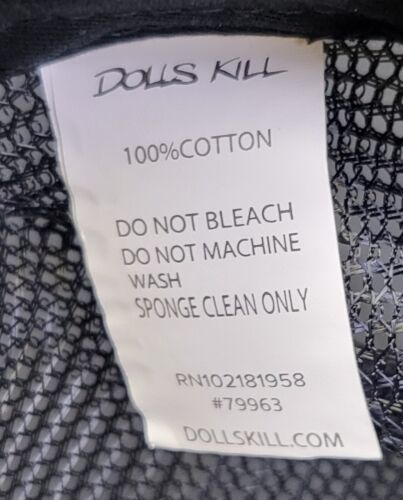 DOLLS KILL
100%COTTON
DO NOT BLEACH
DO NOT MACHINE
WASH
SPONGE CLEAN ONLY
RN102181958
#79963
DOLLSKILL.COM